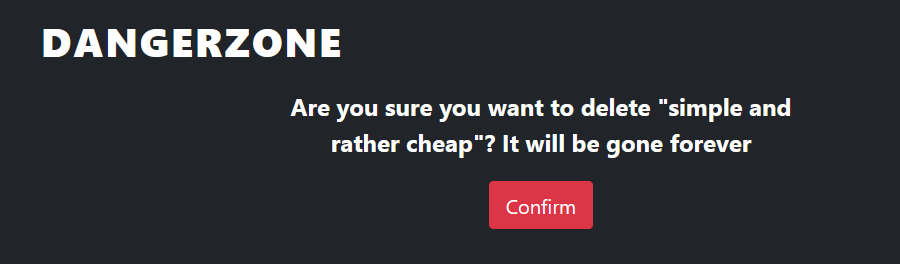 DANGERZONE
Are you sure you want to delete "simple and
rather cheap"? It will be gone forever
Confirm